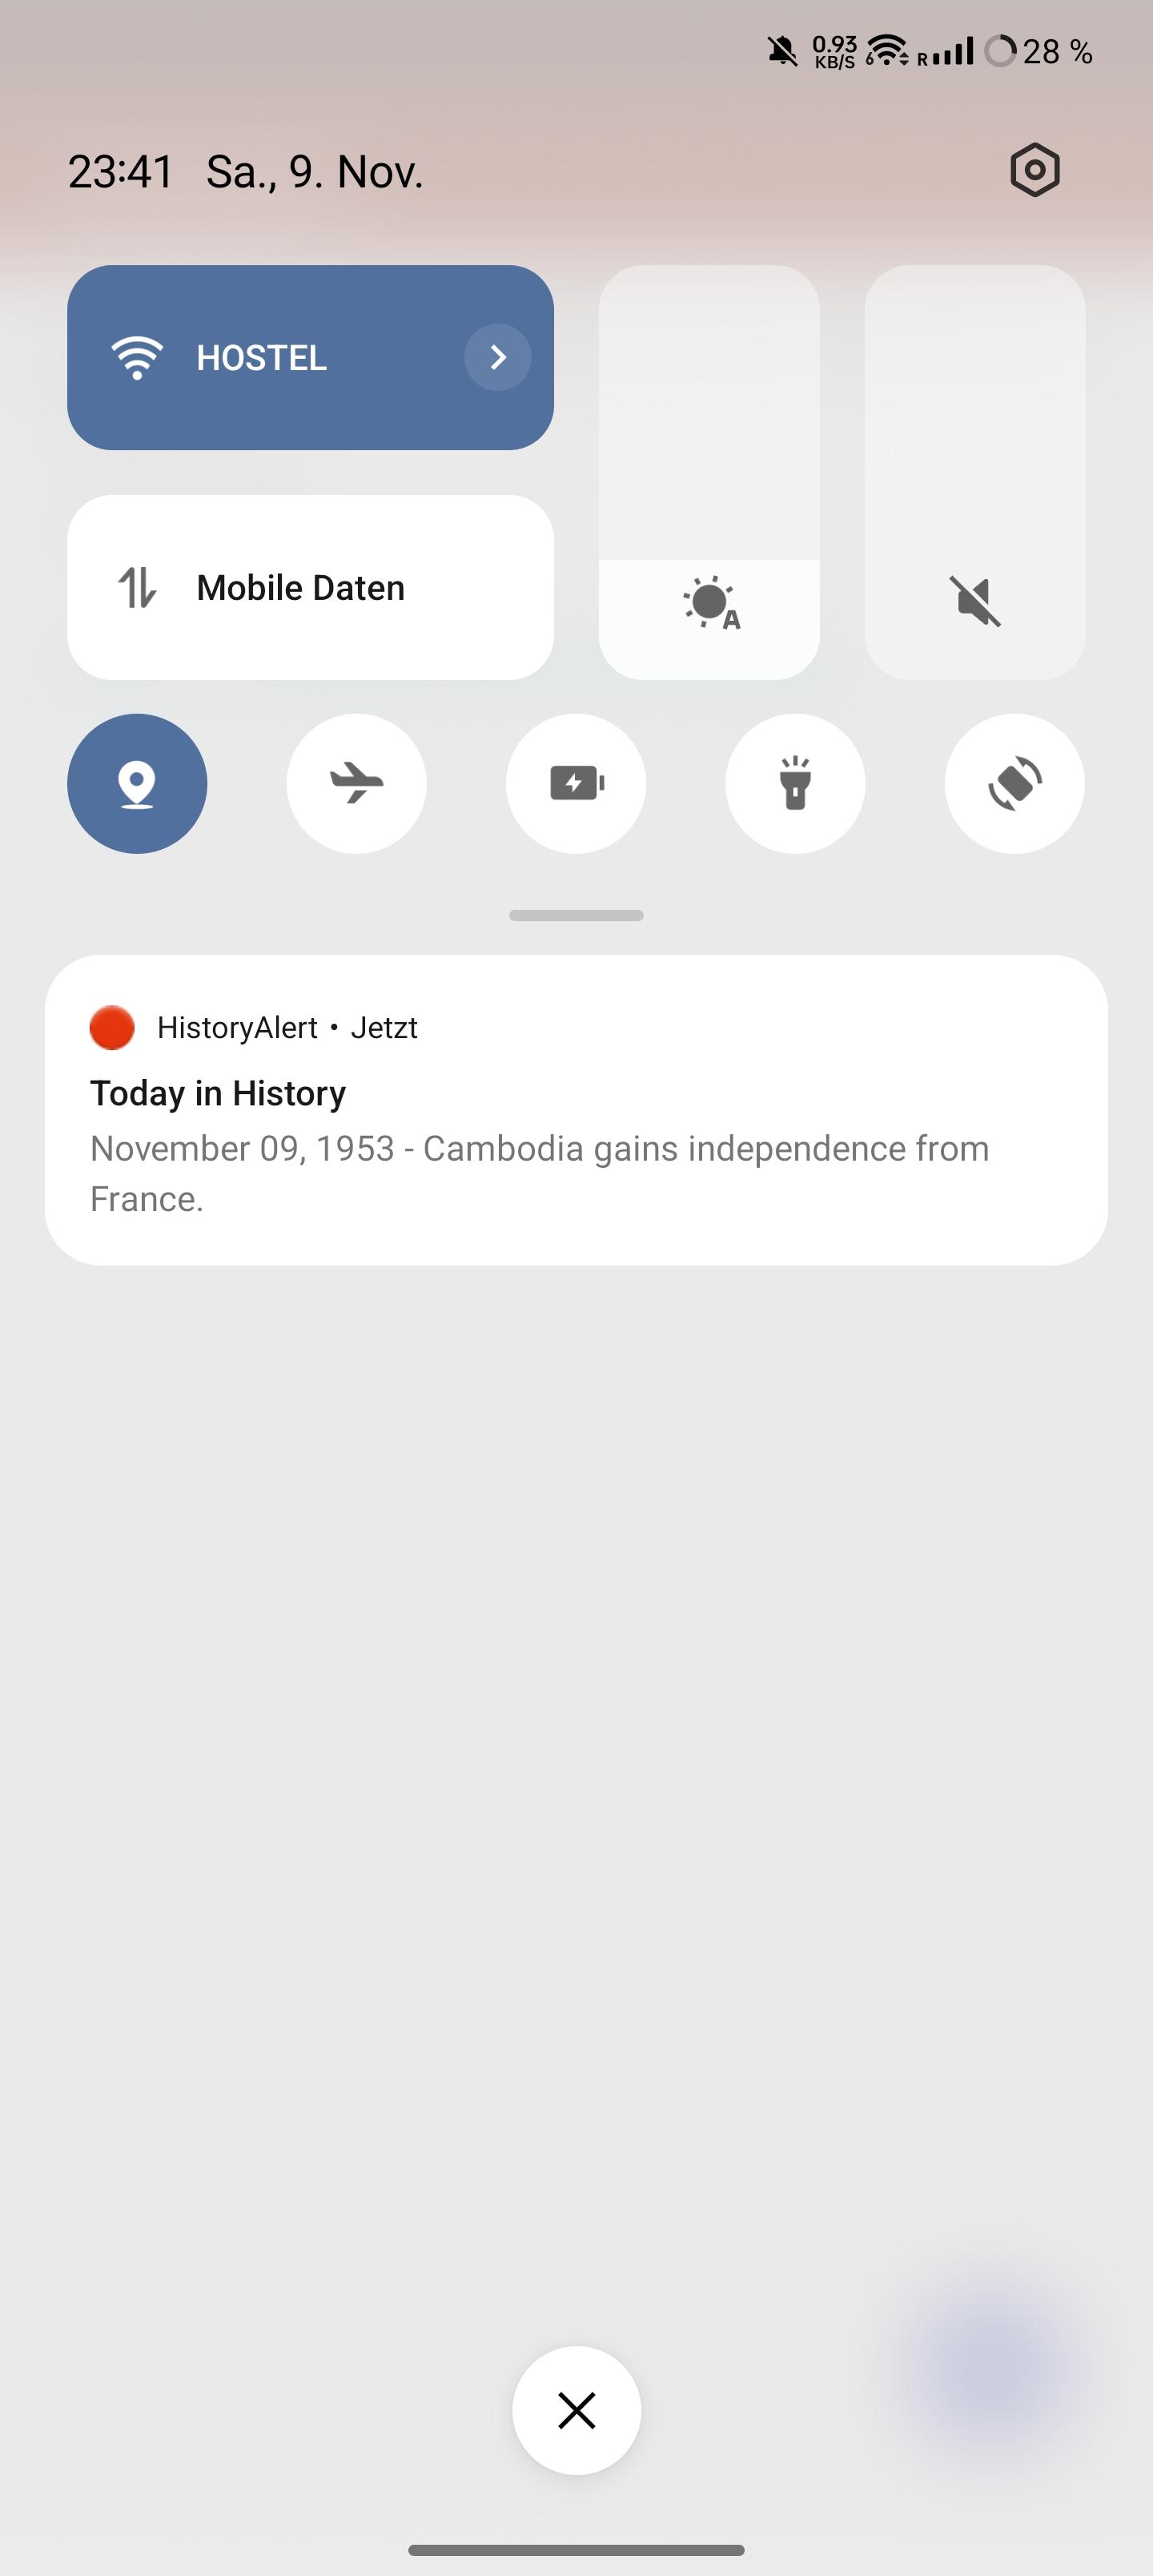 0.93
KB/S
6
R
28 %
23:41 Sa., 9. Nov.
HOSTEL
Mobile Daten
A
HistoryAlert • Jetzt
Today in History
November 09, 1953 - Cambodia gains independence from
France.